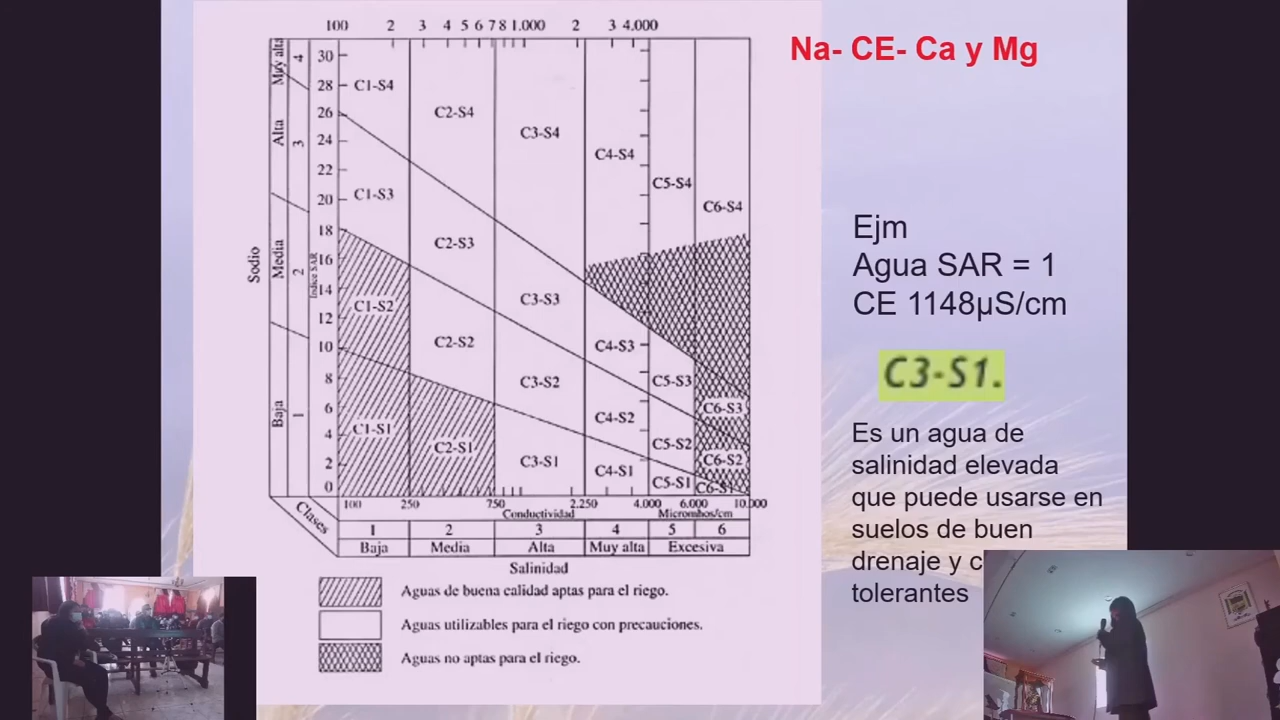 100 2 3 4 5 6 7 8 1.000 2 3 4.000
Na- CE- Ca y Mg
Sodio
Muy alta 4
Alta 3
Media 2
Baja 1
Clases
Indice SAR
30
28
26
24
22
20
18
16
14
12
10
8
6
4
2
0
C1-S4
C2-S4
C3-S4
C4-S4
C5-S4
C6-S4
C1-S3
C2-S3
C3-S3
C4-S3
C5-S3
C6-S3
C1-S2
C2-S2
C3-S2
C4-S2
C5-S2
C6-S2
C1-S1
C2-S1
C3-S1
C4-S1
C5-S1
C6-S1
100 250 750 2.250 4.000 6.000 10.000
Conductividad Micromhos/cm
1 2 3 4 5 6
Baja Media Alta Muy alta Excesiva
Salinidad
Aguas de buena calidad aptas para el riego.
Aguas utilizables para el riego con precauciones.
Aguas no aptas para el riego.
Ejm
Agua SAR = 1
CE 1148µS/cm
C3-S1.
Es un agua de
salinidad elevada
que puede usarse en
suelos de buen
drenaje y
tolerantes